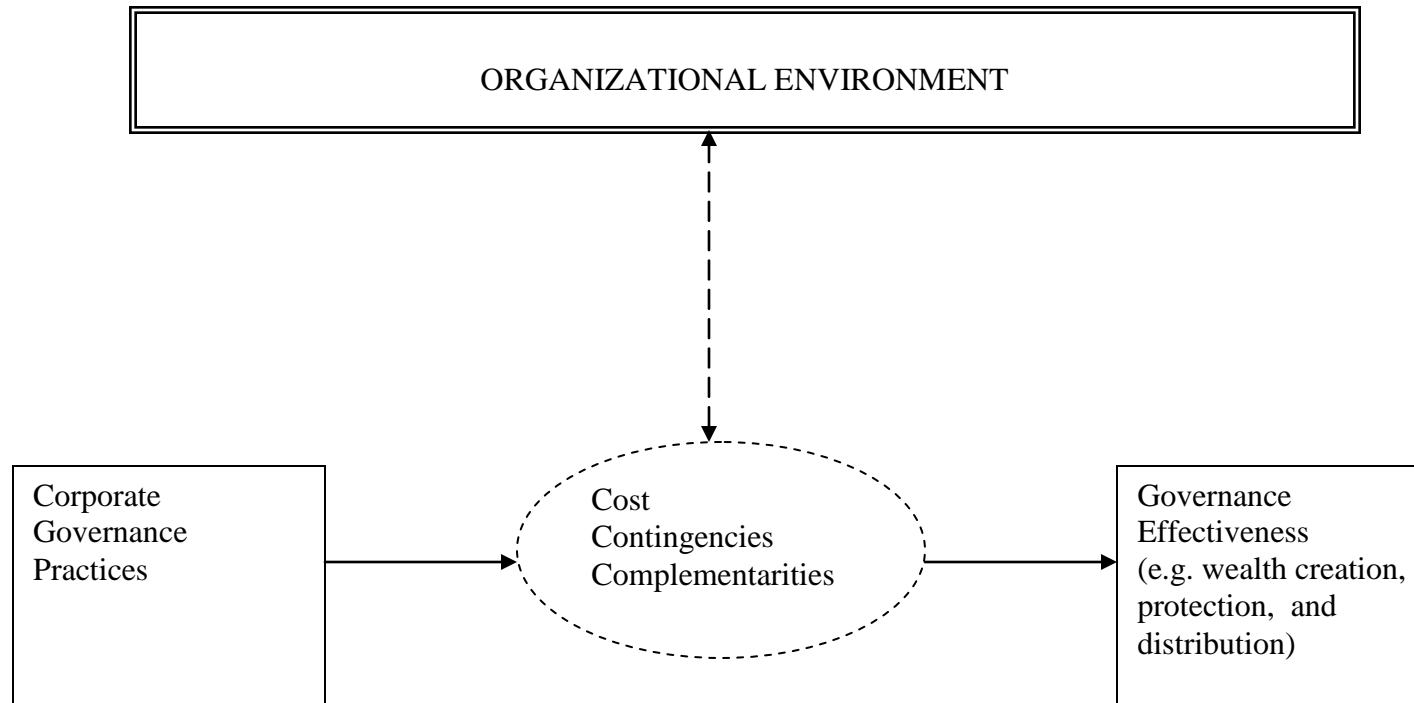 ORGANIZATIONAL ENVIRONMENT
Corporate
Governance
Practices
Cost
Contingencies
Complementarities
Governance
Effectiveness
(e.g. wealth creation,
protection, and
distribution)